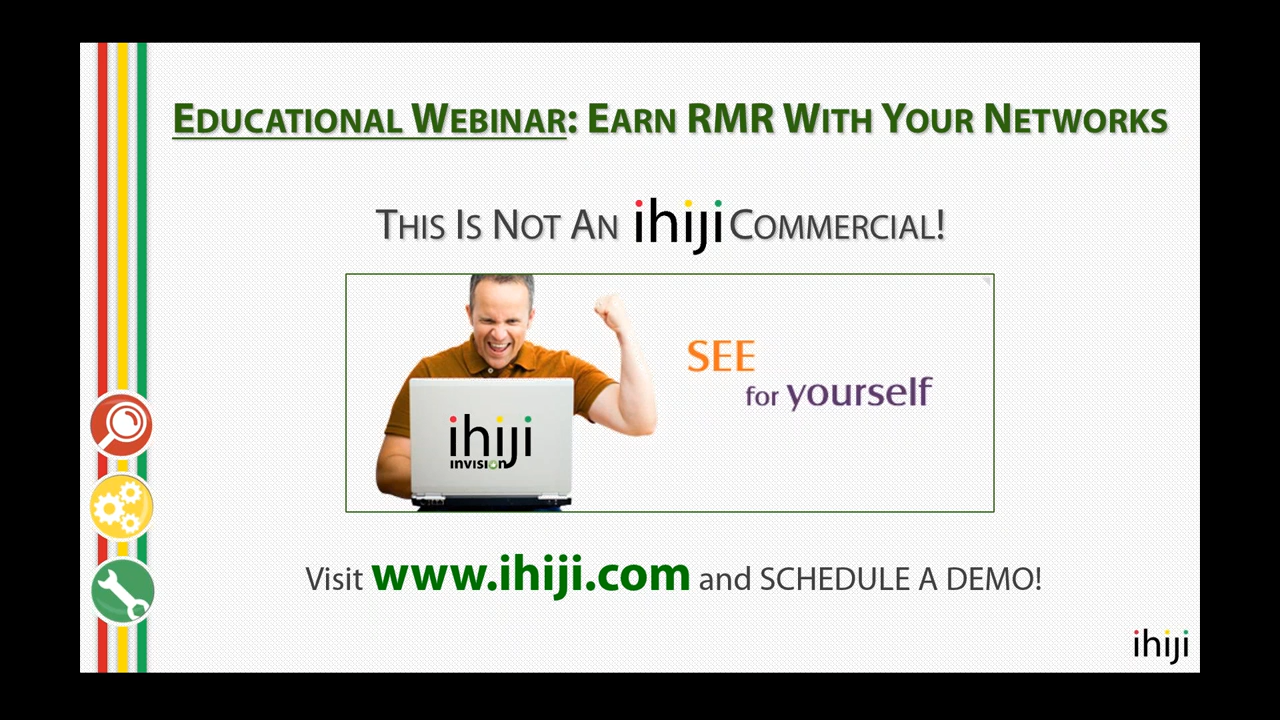 Educational Webinar: Earn RMR With Your Networks
This Is Not An ihiji Commercial!
SEE
for yourself
ihiji
INVISION
Visit www.ihiji.com and SCHEDULE A DEMO!
ihiji